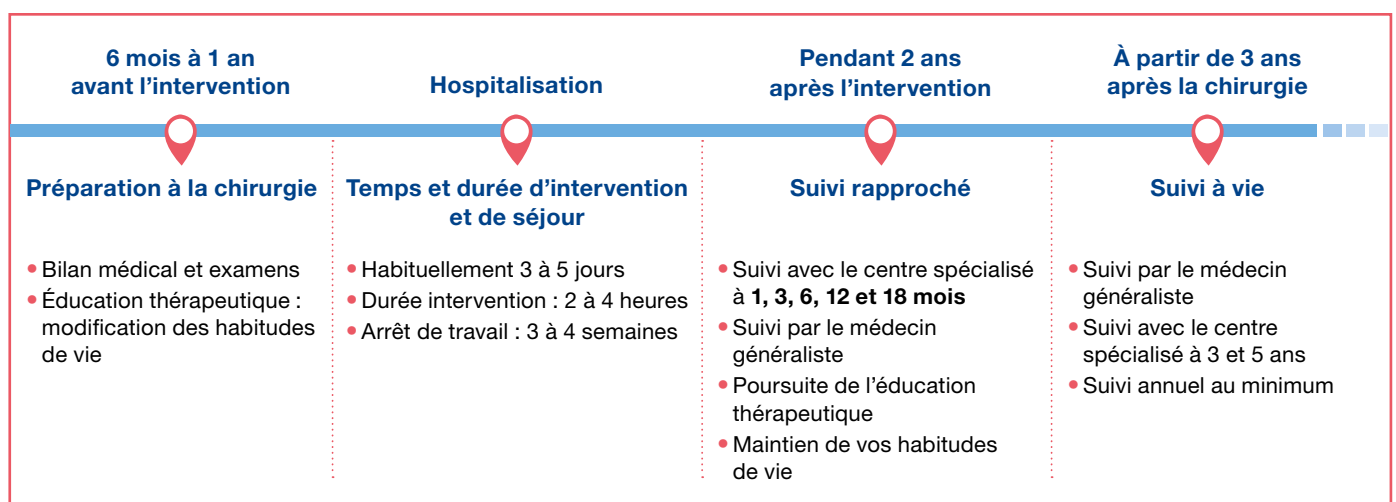 6 mois à 1 an
avant l’intervention
Préparation à la chirurgie
• Bilan médical et examens
• Éducation thérapeutique :
modification des habitudes
de vie
Hospitalisation
Temps et durée d’intervention
et de séjour
• Habituellement 3 à 5 jours
• Durée intervention : 2 à 4 heures
• Arrêt de travail : 3 à 4 semaines
Pendant 2 ans
après l’intervention
Suivi rapproché
• Suivi avec le centre spécialisé
à 1, 3, 6, 12 et 18 mois
• Suivi par le médecin
généraliste
• Poursuite de l’éducation
thérapeutique
• Maintien de vos habitudes
de vie
À partir de 3 ans
après la chirurgie
Suivi à vie
• Suivi par le médecin
généraliste
• Suivi avec le centre
spécialisé à 3 et 5 ans
• Suivi annuel au minimum